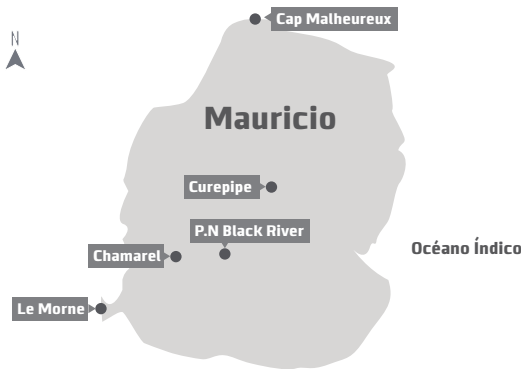 Cap Malheureux
N
Mauricio
Curepipe
P.N Black River
Océano Índico
Chamarel
Le Morne